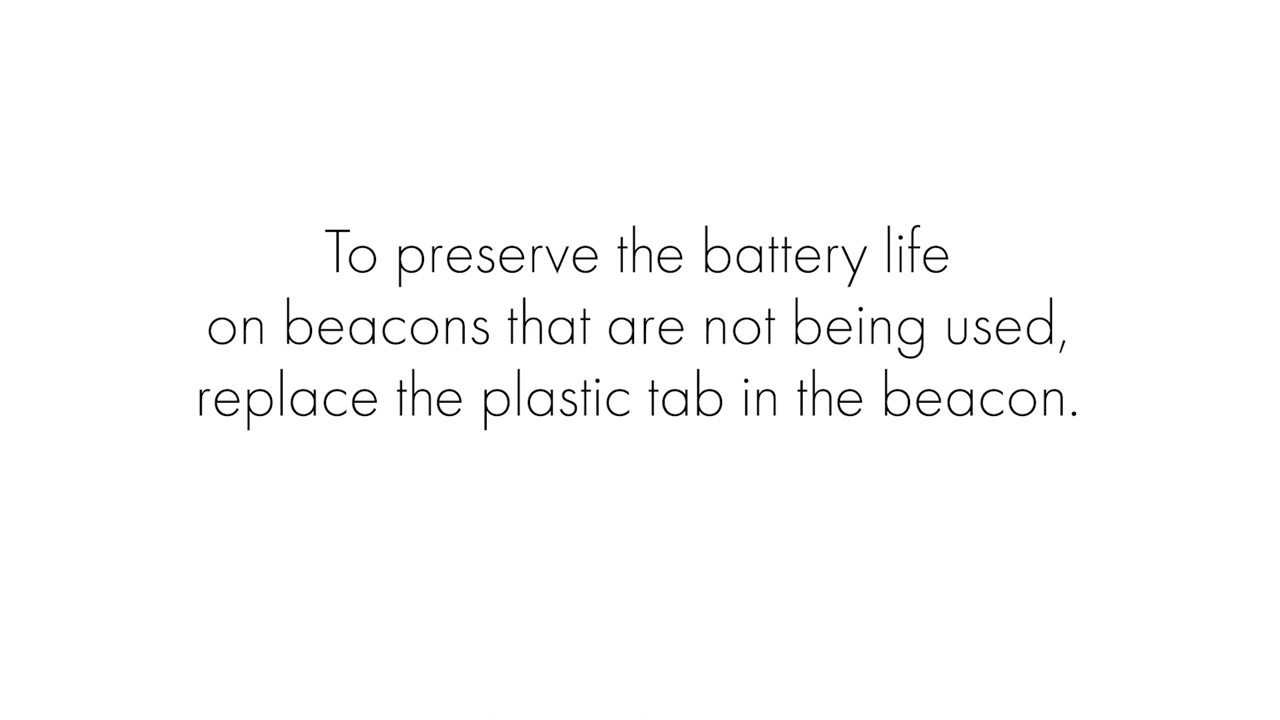 To preserve the battery life
on beacons that are not being used,
replace the plastic tab in the beacon.